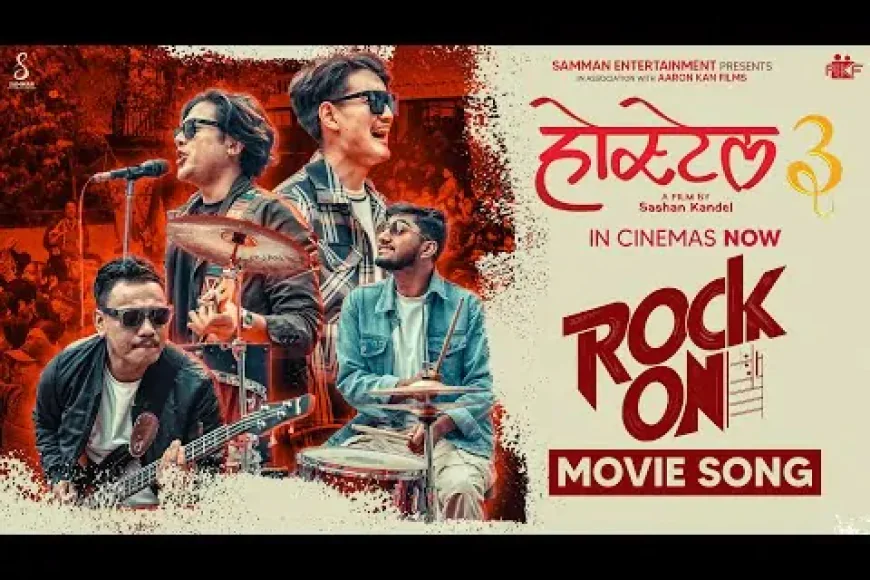 SAMMAN ENTERTAINMENT PRESENTS
IN ASSOCIATION WITH AARON KAN FILMS
होस्टेल ३
A FILM BY
Sashan Kandel
IN CINEMAS NOW
ROCK
ON
MOVIE SONG